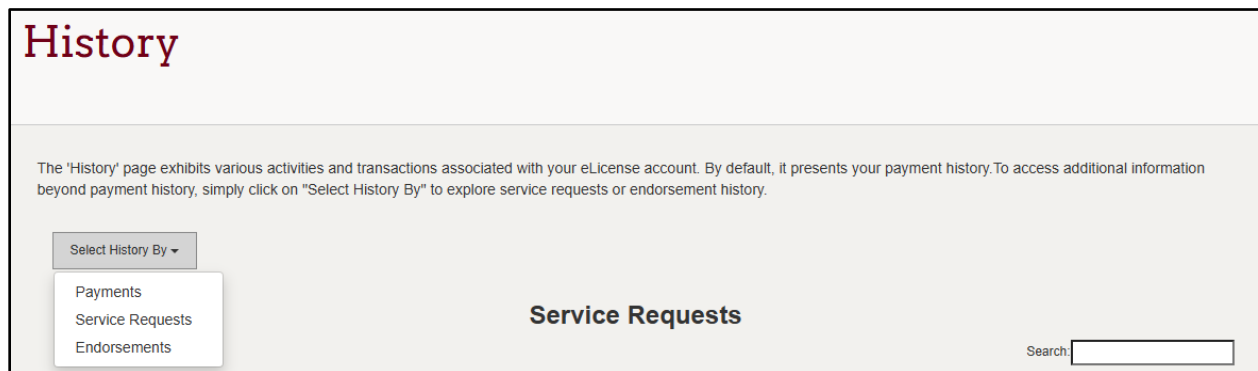 History
The 'History' page exhibits various activities and transactions associated with your eLicense account. By default, it presents your payment history.To access additional information
beyond payment history, simply click on "Select History By" to explore service requests or endorsement history.
Select History By
Payments
Service Requests
Endorsements
Service Requests
Search: